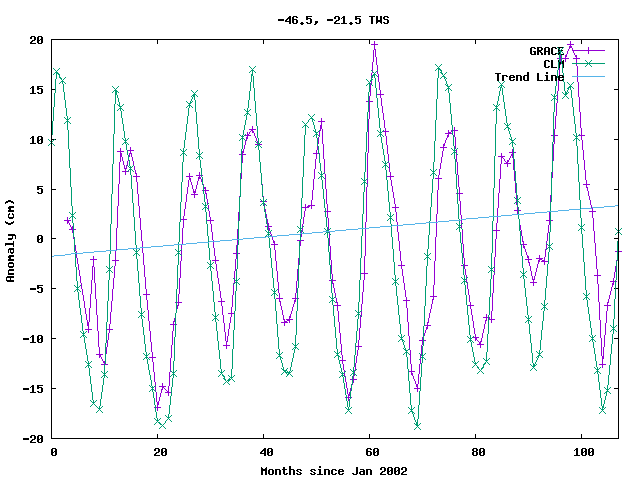 -46.5, -21.5 TWS
GRACE
CLM
Trend Line
20
15
10
5
0
-5
-10
-15
-20
Anomaly (cm)
0 20 40 60 80 100
Months since Jan 2002